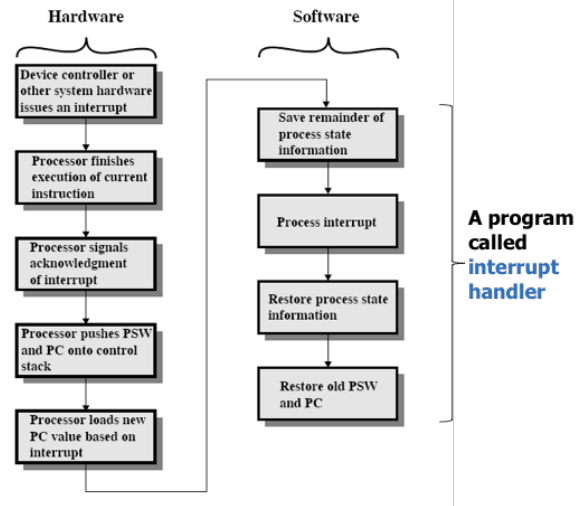 Hardware
Device controller or
other system hardware
issues an interrupt
Processor finishes
execution of current
instruction
Processor signals
acknowledgment
of interrupt
Processor pushes PSW
and PC onto control
stack
Processor loads new
PC value based on
interrupt
Software
Save remainder of
process state
information
Process interrupt
Restore process state
information
Restore old PSW
and PC
A program
called
interrupt
handler